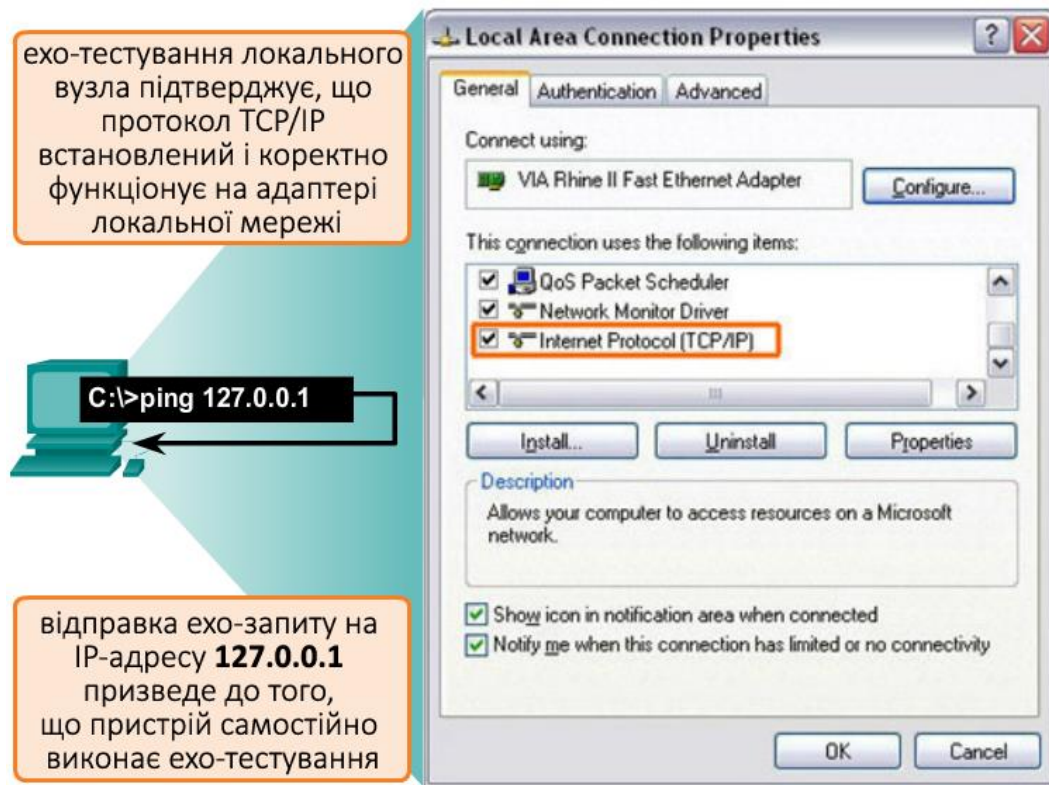 ехо-тестування локального
вузла підтверджує, що
протокол TCP/IP
встановлений і коректно
функціонує на адаптері
локальної мережі
C:\>ping 127.0.0.1
відправка ехо-запиту на
IP-адресу 127.0.0.1
призведе до того,
що пристрій самостійно
виконає ехо-тестування
Local Area Connection Properties
General
Authentication
Advanced
Connect using:
VIA Rhine II Fast Ethernet Adapter
Configure...
This connection uses the following items:
QoS Packet Scheduler
Network Monitor Driver
Internet Protocol (TCP/IP)
Install...
Uninstall
Properties
Description
Allows your computer to access resources on a Microsoft
network.
Show icon in notification area when connected
Notify me when this connection has limited or no connectivity
OK
Cancel